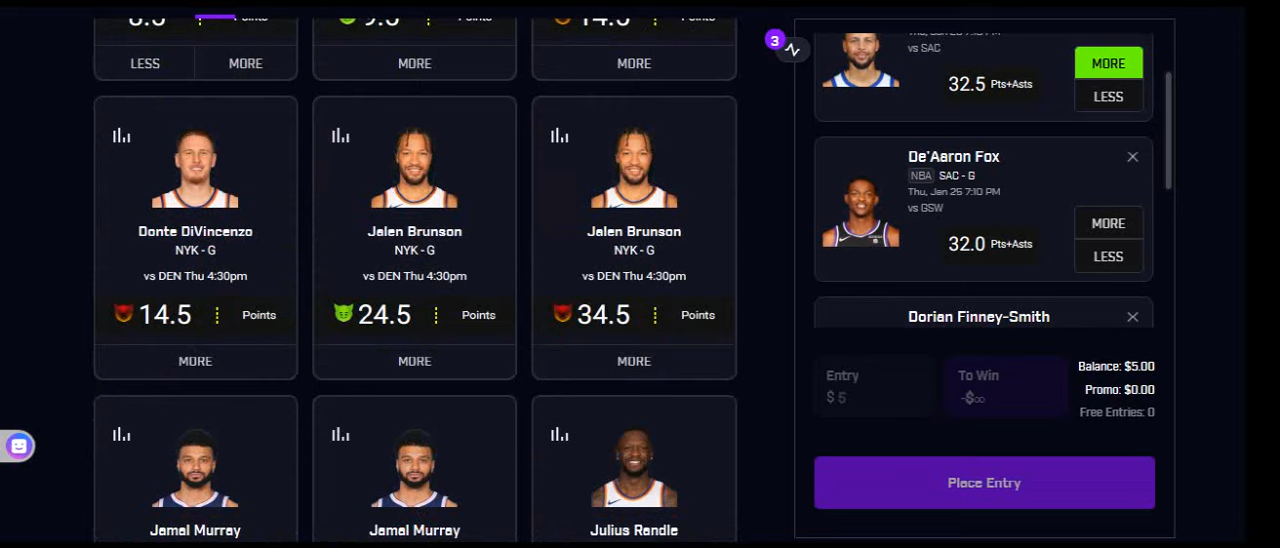 Points
Points
Points
LESS
MORE
MORE
MORE
Donte DiVincenzo
NYK - G
vs DEN Thu 4:30pm
14.5
Points
MORE
Jalen Brunson
NYK - G
vs DEN Thu 4:30pm
24.5
Points
MORE
Jalen Brunson
NYK - G
vs DEN Thu 4:30pm
34.5
Points
MORE
Jamal Murray
Jamal Murray
Julius Randle
3
vs SAC
32.5 Pts+Asts
MORE
LESS
De'Aaron Fox
NBA SAC - G
Thu, Jan 25 7:10 PM
vs GSW
32.0 Pts+Asts
MORE
LESS
Dorian Finney-Smith
Entry
$ 5
To Win
-$∞
Balance: $5.00
Promo: $0.00
Free Entries: 0
Place Entry